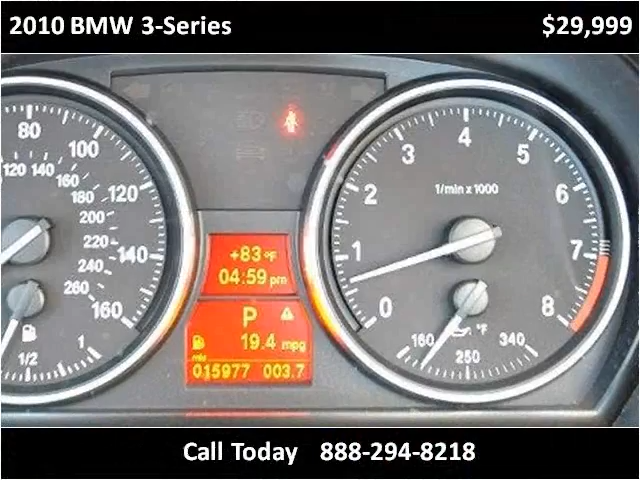 2010 BMW 3-Series $29,999
80
100
120
140
160
120 140
160
180
200
220
240
260
1/2 1
+83 °F
04:59 pm
P
19.4 mpg
mls
015977 003.7
0 1 2 3 4 5 6 7 8
1/min x 1000
160 250 340
°F
Call Today 888-294-8218